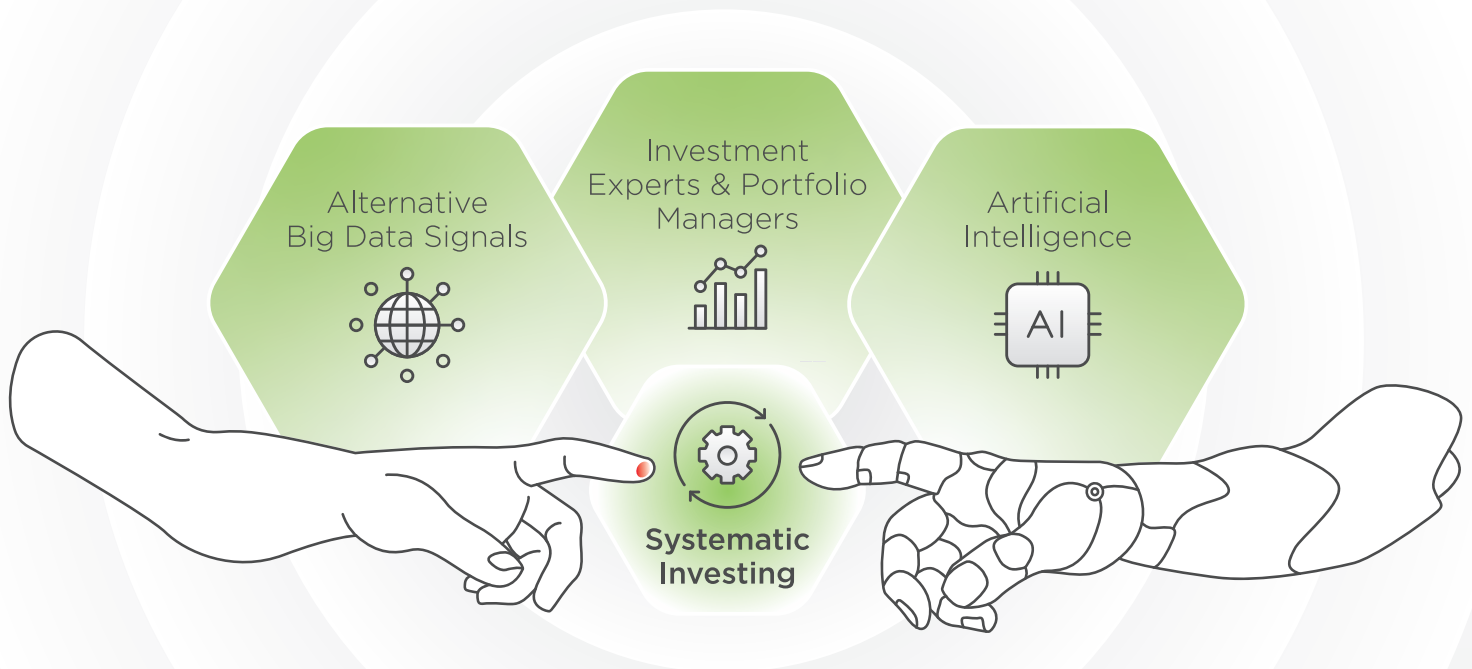 Alternative
Big Data Signals
Investment
Experts & Portfolio
Managers
Artificial
Intelligence
AI
Systematic
Investing